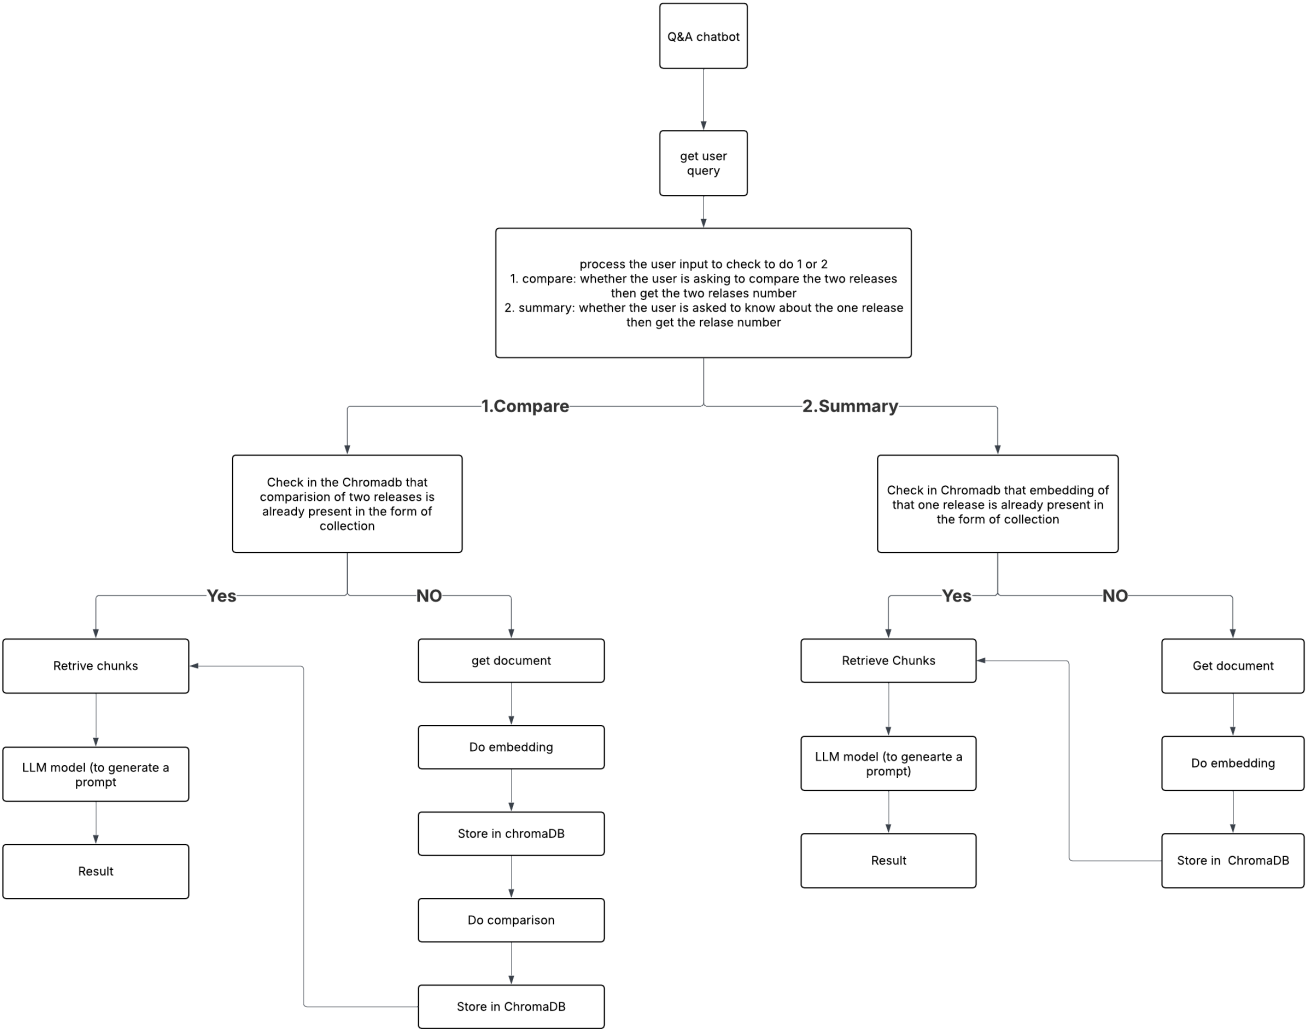 Q&A chatbot
get user
query
process the user input to check to do 1 or 2
1. compare: whether the user is asking to compare the two releases
then get the two relases number
2. summary: whether the user is asked to know about the one release
then get the relase number
1.Compare
2.Summary
Check in the Chromadb that
comparision of two releases is
already present in the form of
collection
Check in Chromadb that embedding of
that one release is already present in
the form of collection
Yes
NO
Yes
NO
Retrive chunks
LLM model (to generate a
prompt
Result
get document
Do embedding
Store in chromaDB
Do comparison
Store in ChromaDB
Retrieve Chunks
LLM model (to genearte a
prompt)
Result
Get document
Do embedding
Store in  ChromaDB